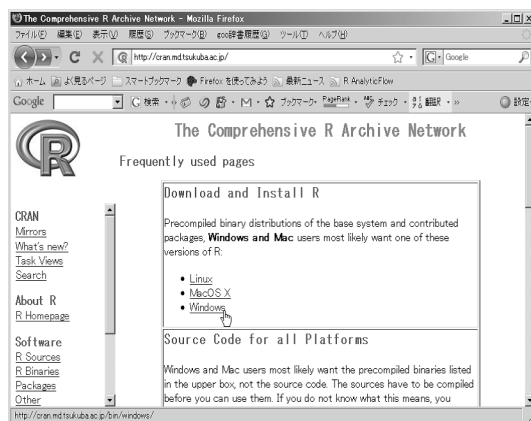 The Comprehensive R Archive Network - Mozilla Firefox
ファイル(F) 編集(E) 表示(V) 履歴(S) ブックマーク(B) ツール(T) ヘルプ(H)
http://cran.md.tsukuba.ac.jp/
Google
ホーム よく見るページ スマートブックマーク Firefox を使ってみよう 最新ニュース R AnalyticFlow
Google 検索 ブックマーク PageRank チェック 翻訳 » 設定
R
The Comprehensive R Archive Network
Frequently used pages
CRAN
Mirrors
What's new?
Task Views
Search
About R
R Homepage
Software
R Sources
R Binaries
Packages
Other
Download and Install R
Precompiled binary distributions of the base system and contributed
packages, Windows and Mac users most likely want one of these
versions of R:
• Linux
• MacOS X
• Windows
Source Code for all Platforms
Windows and Mac users most likely want the precompiled binaries listed
in the upper box, not the source code. The sources have to be compiled
before you can use them. If you do not know what this means, you
http://cran.md.tsukuba.ac.jp/bin/windows/